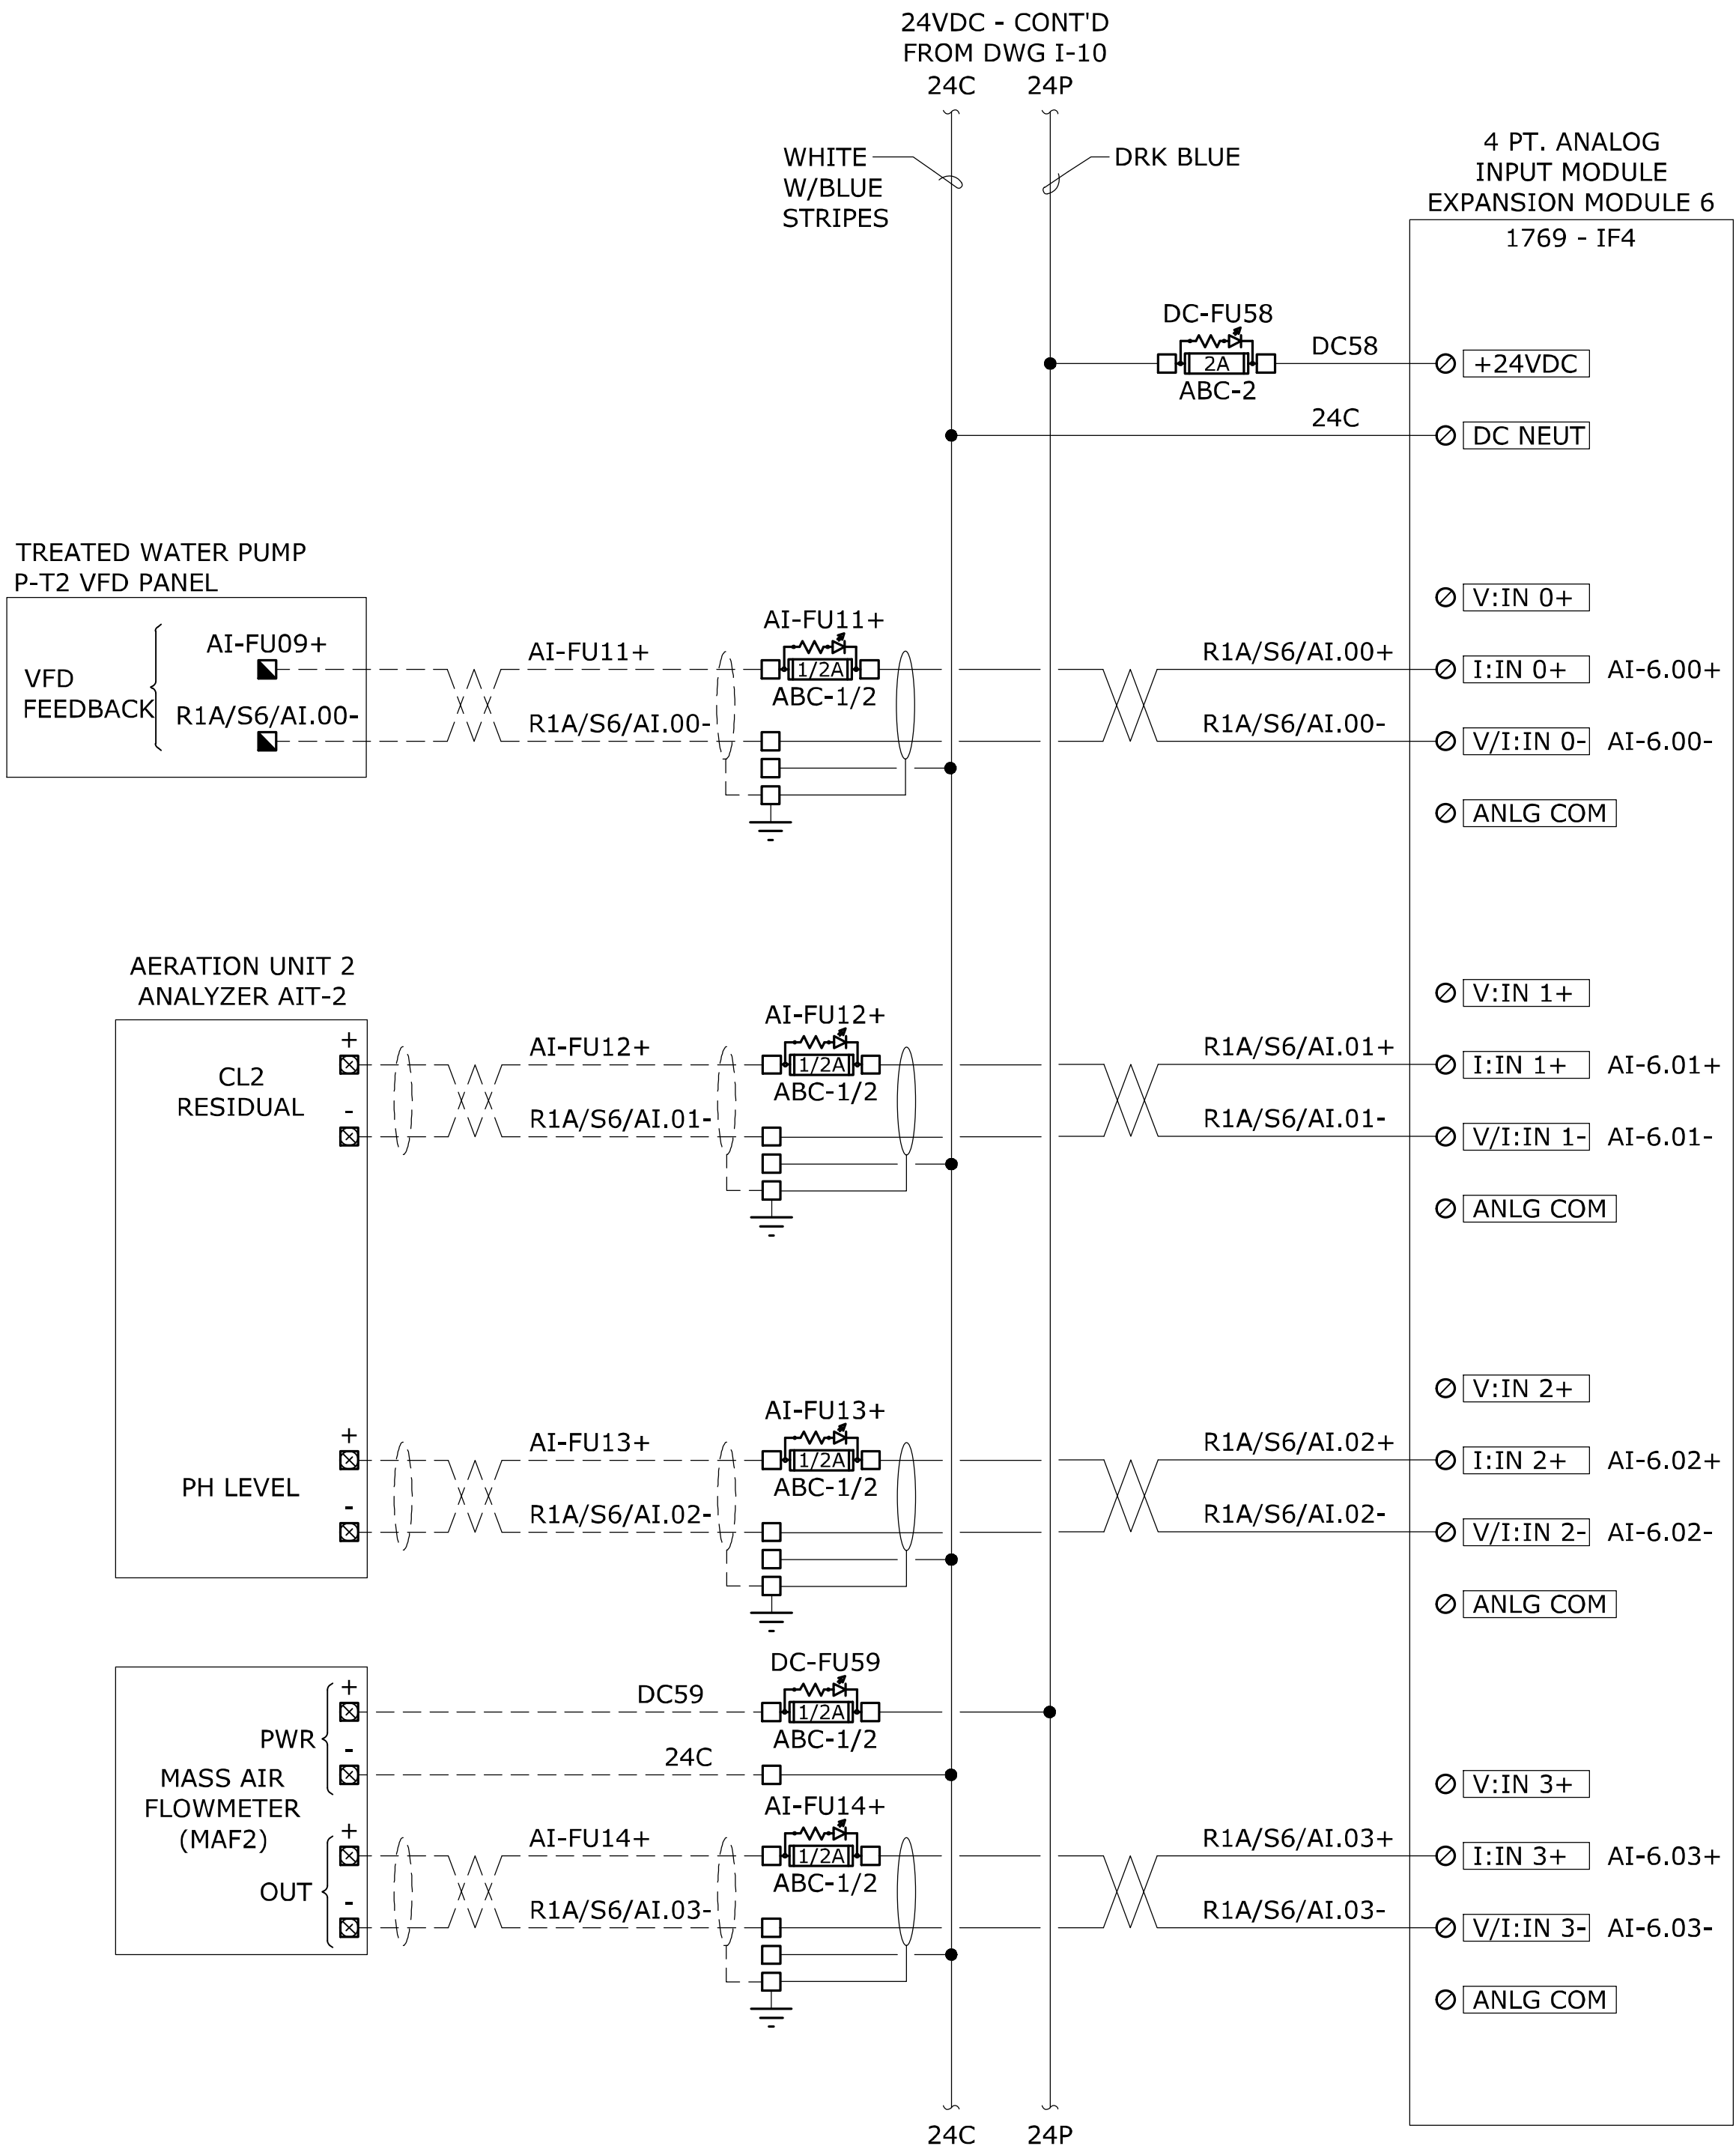 24VDC - CONT'D
FROM DWG I-10
24C
24P
WHITE
W/BLUE
STRIPES
DRK BLUE
4 PT. ANALOG
INPUT MODULE
EXPANSION MODULE 6
1769 - IF4
DC-FU58
2A
ABC-2
DC58
+24VDC
24C
DC NEUT
TREATED WATER PUMP
P-T2 VFD PANEL
VFD
FEEDBACK
AI-FU09+
R1A/S6/AI.00-
AI-FU11+
R1A/S6/AI.00-
AI-FU11+
1/2A
ABC-1/2
R1A/S6/AI.00+
R1A/S6/AI.00-
V:IN 0+
I:IN 0+
AI-6.00+
V/I:IN 0-
AI-6.00-
ANLG COM
AERATION UNIT 2
ANALYZER AIT-2
CL2
RESIDUAL
+
-
AI-FU12+
R1A/S6/AI.01-
AI-FU12+
1/2A
ABC-1/2
R1A/S6/AI.01+
R1A/S6/AI.01-
V:IN 1+
I:IN 1+
AI-6.01+
V/I:IN 1-
AI-6.01-
ANLG COM
PH LEVEL
+
-
AI-FU13+
R1A/S6/AI.02-
AI-FU13+
1/2A
ABC-1/2
R1A/S6/AI.02+
R1A/S6/AI.02-
V:IN 2+
I:IN 2+
AI-6.02+
V/I:IN 2-
AI-6.02-
ANLG COM
PWR
+
-
MASS AIR
FLOWMETER
(MAF2)
OUT
+
-
DC59
DC-FU59
1/2A
ABC-1/2
24C
AI-FU14+
R1A/S6/AI.03-
AI-FU14+
1/2A
ABC-1/2
R1A/S6/AI.03+
R1A/S6/AI.03-
V:IN 3+
I:IN 3+
AI-6.03+
V/I:IN 3-
AI-6.03-
ANLG COM
24C
24P